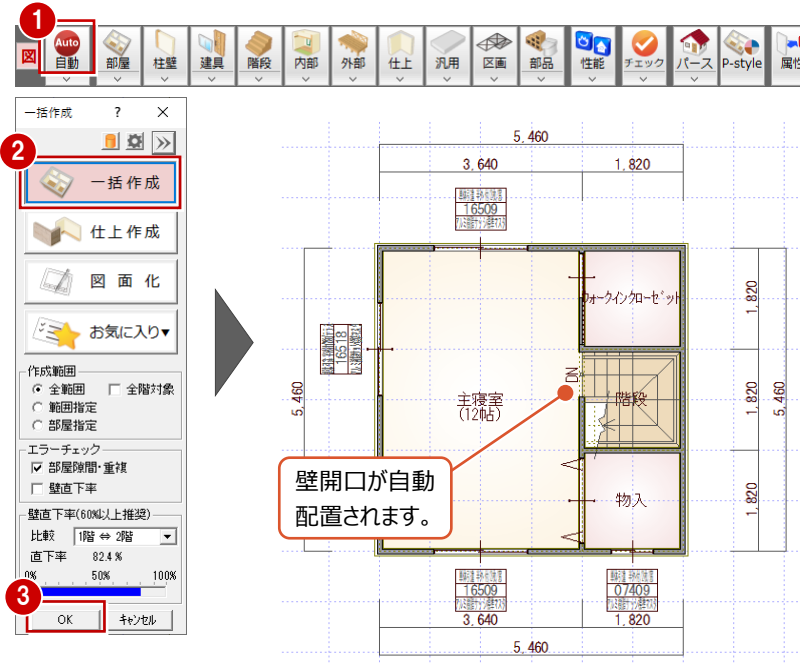 1
図
Auto
自動
部屋
柱壁
建具
階段
内部
外部
仕上
汎用
区画
部品
性能
チェック
パース
P-style
属性
一括作成 ? ×
2
一括作成
仕上作成
図面化
お気に入り▼
作成範囲
全範囲 全階対象
範囲指定
部屋指定
エラーチェック
部屋隙間・重複
壁直下率
壁直下率(60%以上推奨)
比較 1階 ⇔ 2階
直下率 82.4 %
0% 50% 100%
3
OK キャンセル
5,460
3,640 1,820
16509
ウォークインクローゼット
1,820
16518
主寝室
(12帖)
DN
階段
5,460
1,820
5,460
壁開口が自動
配置されます。
物入
1,820
16509
07409
3,640 1,820
5,460